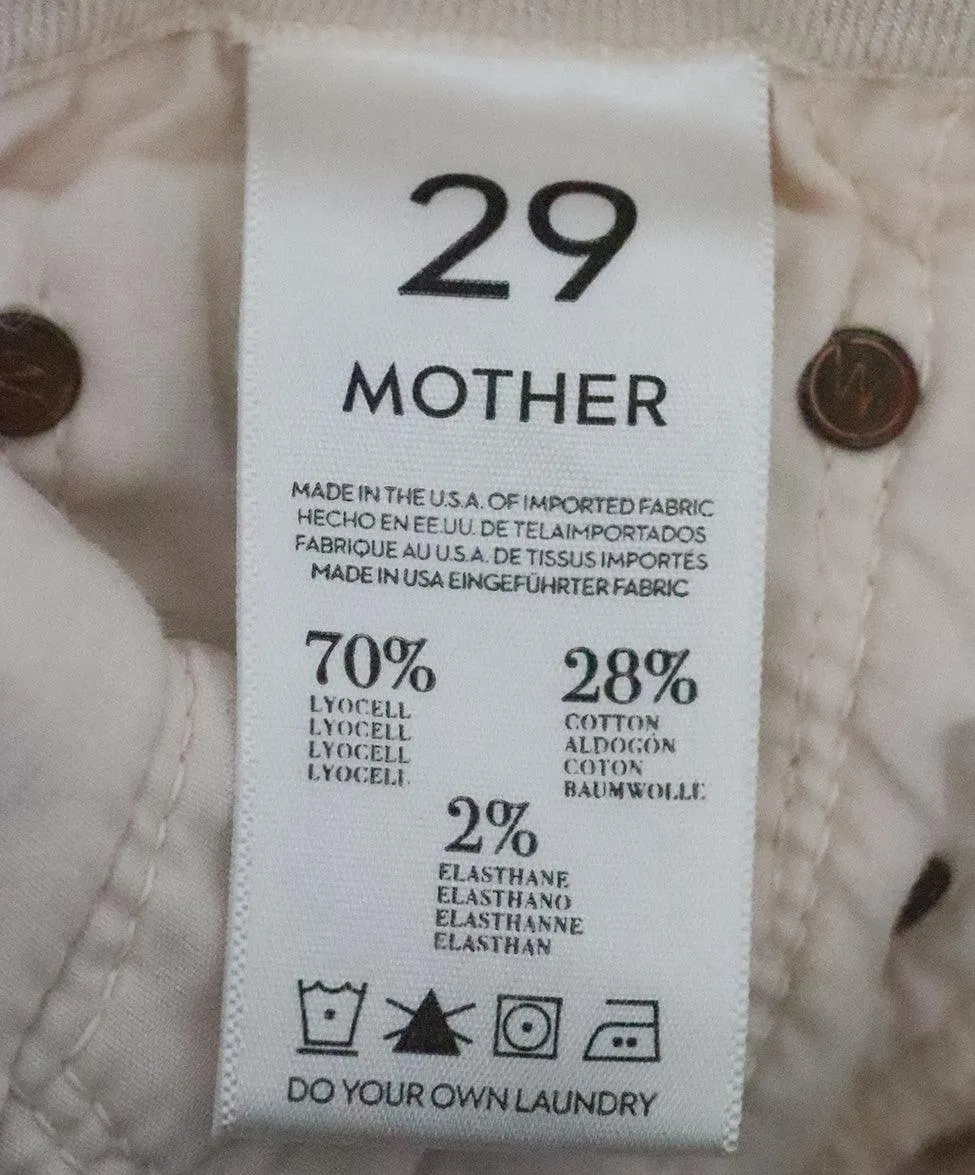 29
MOTHER
MADE IN THE U.S.A. OF IMPORTED FABRIC
HECHO EN EE.UU. DE TELAIMPORTADOS
FABRIQUE AU U.S.A. DE TISSUS IMPORTÉS
MADE IN USA EINGEFÜHRTER FABRIC
70%
LYOCELL
LYOCELL
LYOCELL
LYOCELL
28%
COTTON
ALDOGÓN
COTON
BAUMWOLLE
2%
ELASTHANE
ELASTHANO
ELASTHANNE
ELASTHAN
DO YOUR OWN LAUNDRY